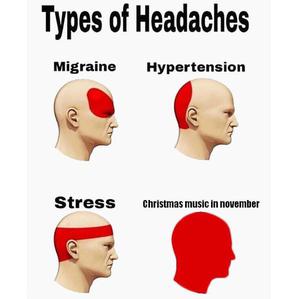 Types of Headaches
Migraine
Hypertension
Stress
Christmas music in november